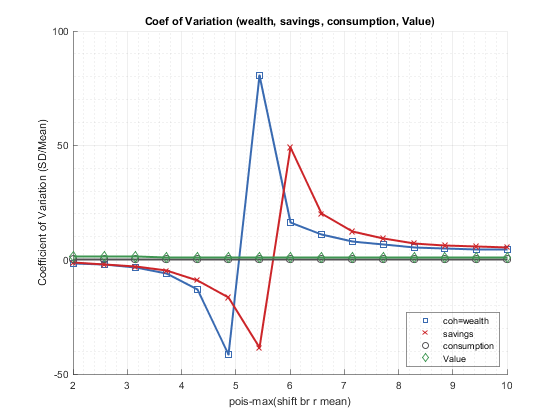 Coef of Variation (wealth, savings, consumption, Value)
Coefficient of Variation (SD/Mean)
100
50
0
-50
2 3 4 5 6 7 8 9 10
pois-max(shift br r mean)
coh=wealth
savings
consumption
Value